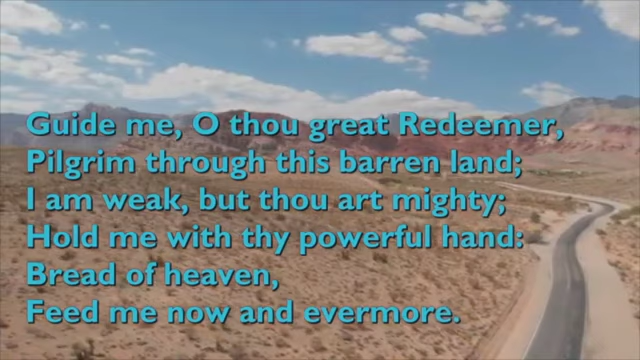 Guide me, O thou great Redeemer,
Pilgrim through this barren land;
I am weak, but thou art mighty;
Hold me with thy powerful hand:
Bread of heaven,
Feed me now and evermore.